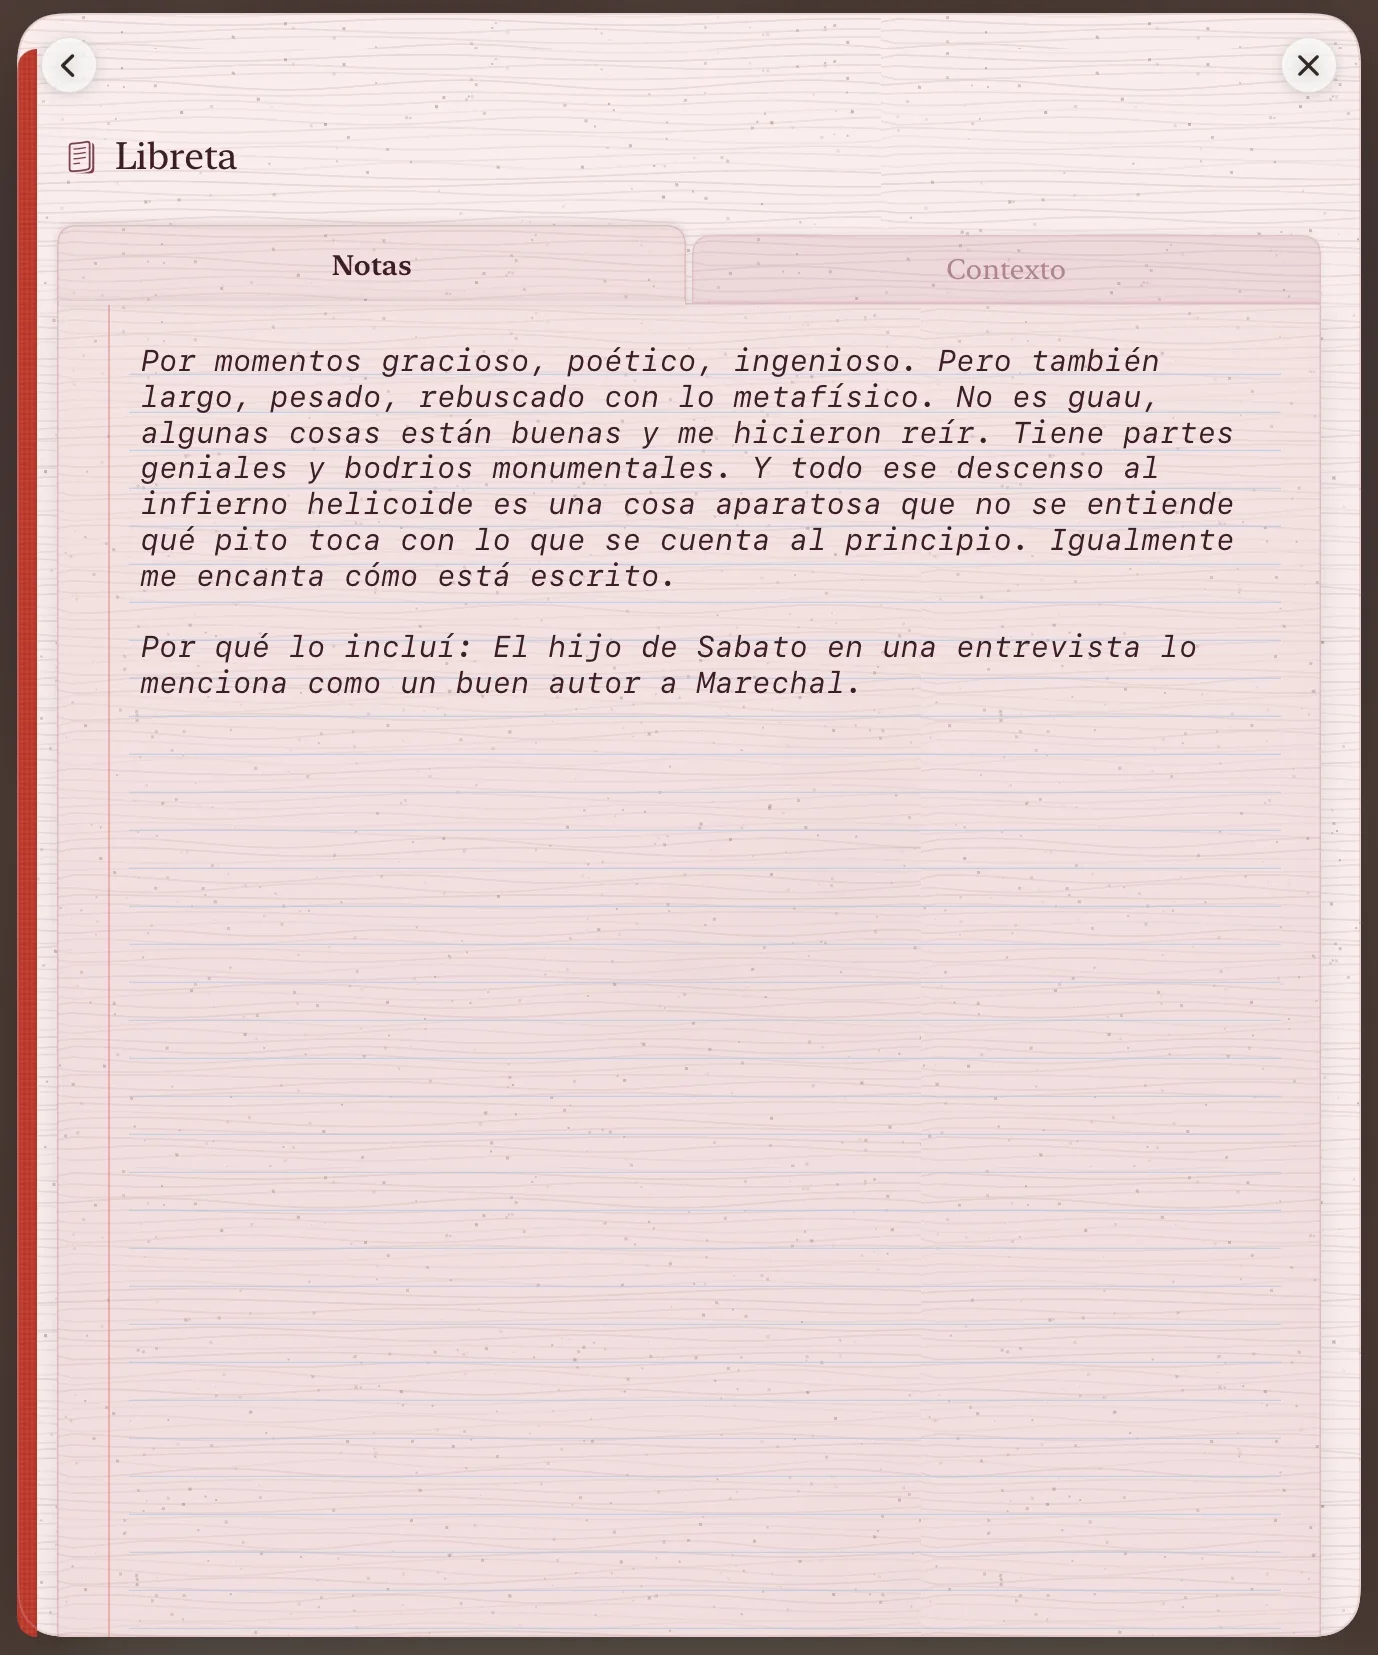 Libreta
Notas
Contexto
Por momentos gracioso, poético, ingenioso. Pero también
largo, pesado, rebuscado con lo metafísico. No es guau,
algunas cosas están buenas y me hicieron reír. Tiene partes
geniales y bodrios monumentales. Y todo ese descenso al
infierno helicoide es una cosa aparatosa que no se entiende
qué pito toca con lo que se cuenta al principio. Igualmente
me encanta cómo está escrito.
Por qué lo incluí: El hijo de Sabato en una entrevista lo
menciona como un buen autor a Marechal.